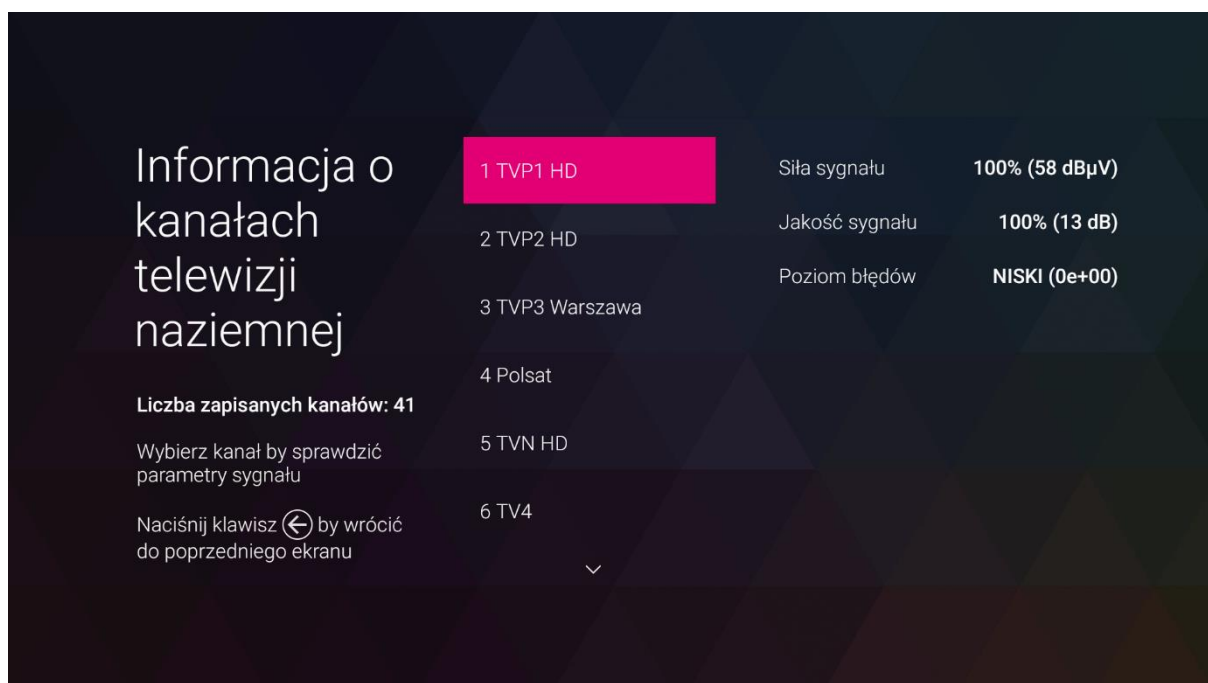 Informacja o
kanałach
telewizji
naziemnej
Liczba zapisanych kanałów: 41
Wybierz kanał by sprawdzić
parametry sygnału
Naciśnij klawisz by wrócić
do poprzedniego ekranu
1 TVP1 HD
2 TVP2 HD
3 TVP3 Warszawa
4 Polsat
5 TVN HD
6 TV4
Siła sygnału 100% (58 dBµV)
Jakość sygnału 100% (13 dB)
Poziom błędów NISKI (0e+00)